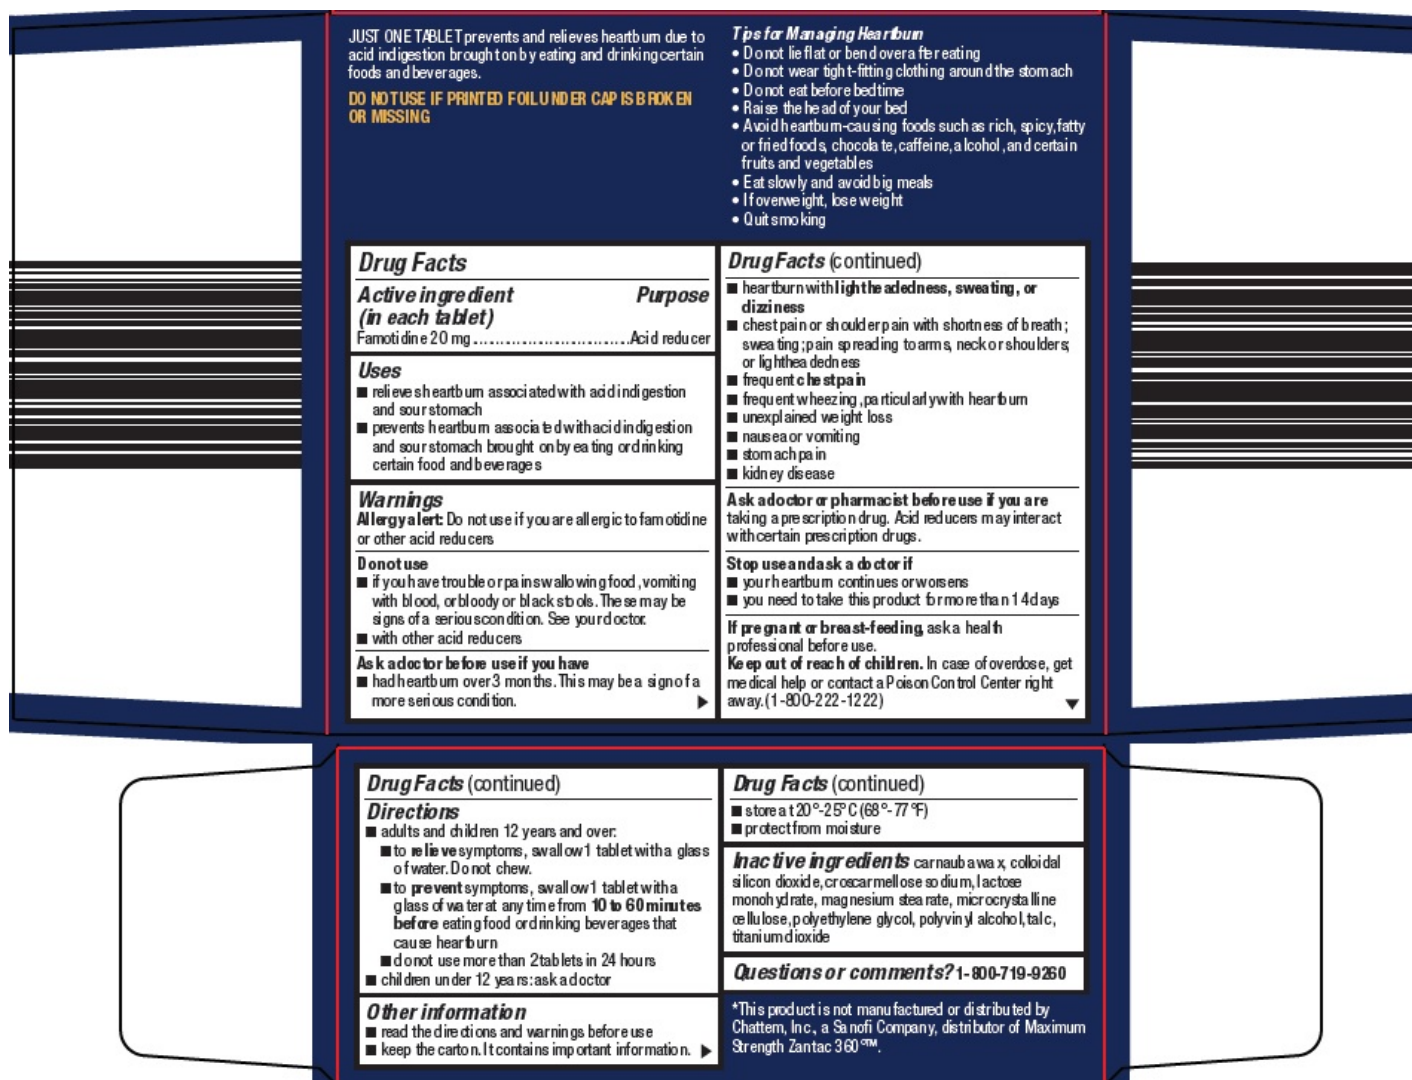 JUST ONE TABLET prevents and relieves heartburn due to
acid indigestion brought on by eating and drinking certain
foods and beverages.
DO NOT USE IF PRINTED FOIL UNDER CAP IS BROKEN
OR MISSING
Tips for Managing Heartburn
• Do not lie flat or bend over after eating
• Do not wear tight-fitting clothing around the stomach
• Do not eat before bedtime
• Raise the head of your bed
• Avoid heartburn-causing foods such as rich, spicy, fatty
or fried foods, chocolate, caffeine, alcohol, and certain
fruits and vegetables
• Eat slowly and avoid big meals
• If overweight, lose weight
• Quit smoking
Drug Facts
Active ingredient Purpose
(in each tablet)
Famotidine 20 mg....................................Acid reducer
Uses
■ relieves heartburn associated with acid indigestion
and sour stomach
■ prevents heartburn associated with acid indigestion
and sour stomach brought on by eating or drinking
certain food and beverages
Warnings
Allergy alert: Do not use if you are allergic to famotidine
or other acid reducers
Do not use
■ if you have trouble or pain swallowing food, vomiting
with blood, or bloody or black stools. These may be
signs of a serious condition. See your doctor.
■ with other acid reducers
Ask a doctor before use if you have
■ had heartburn over 3 months. This may be a sign of a
more serious condition. ▶
Drug Facts (continued)
■ heartburn with lightheadedness, sweating, or
dizziness
■ chest pain or shoulder pain with shortness of breath;
sweating; pain spreading to arms, neck or shoulders;
or lightheadedness
■ frequent chest pain
■ frequent wheezing, particularly with heartburn
■ unexplained weight loss
■ nausea or vomiting
■ stomach pain
■ kidney disease
Ask a doctor or pharmacist before use if you are
taking a prescription drug. Acid reducers may interact
with certain prescription drugs.
Stop use and ask a doctor if
■ your heartburn continues or worsens
■ you need to take this product for more than 14 days
If pregnant or breast-feeding, ask a health
professional before use.
Keep out of reach of children. In case of overdose, get
medical help or contact a Poison Control Center right
away. (1-800-222-1222) ▼
Drug Facts (continued)
Directions
■ adults and children 12 years and over:
■ to relieve symptoms, swallow 1 tablet with a glass
of water. Do not chew.
■ to prevent symptoms, swallow 1 tablet with a
glass of water at any time from 10 to 60 minutes
before eating food or drinking beverages that
cause heartburn
■ do not use more than 2 tablets in 24 hours
■ children under 12 years: ask a doctor
Other information
■ read the directions and warnings before use
■ keep the carton. It contains important information. ▶
Drug Facts (continued)
■ store at 20°-25°C (68°-77°F)
■ protect from moisture
Inactive ingredients carnauba wax, colloidal
silicon dioxide, croscarmellose sodium, lactose
monohydrate, magnesium stearate, microcrystalline
cellulose, polyethylene glycol, polyvinyl alcohol, talc,
titanium dioxide
Questions or comments? 1-800-719-9260
*This product is not manufactured or distributed by
Chattem, Inc., a Sanofi Company, distributor of Maximum
Strength Zantac 360°™.